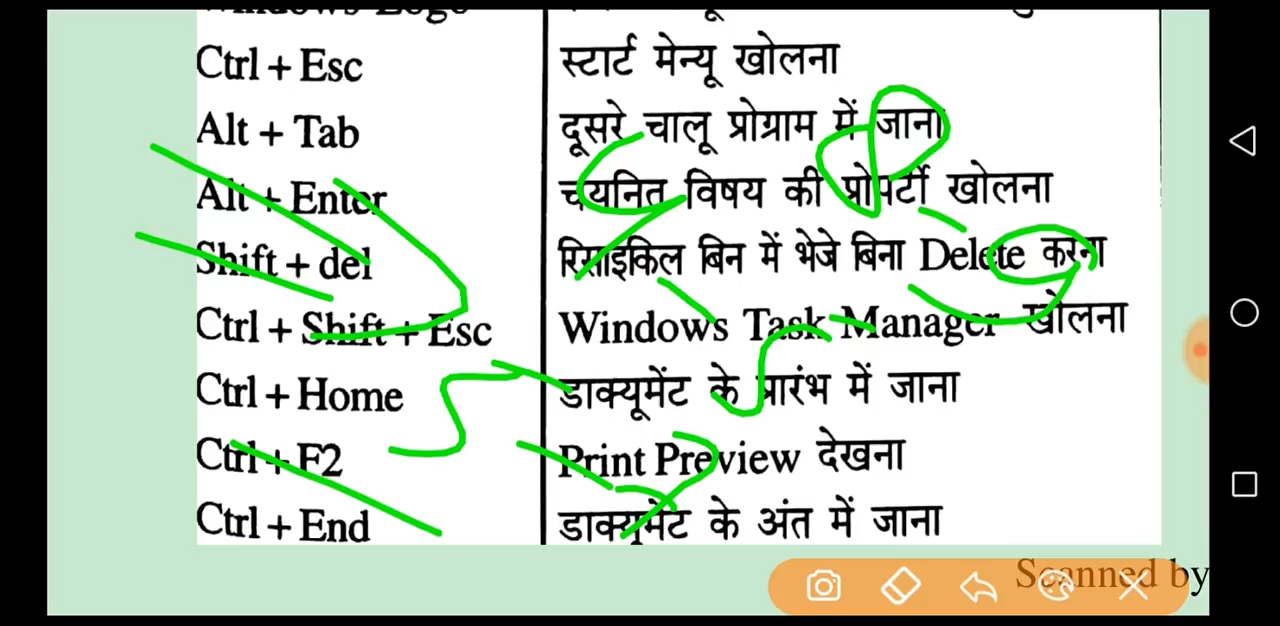 Ctrl + Esc स्टार्ट मेन्यू खोलना
Alt + Tab दूसरे चालू प्रोग्राम में जाना
Alt + Enter चयनित विषय की प्रोपर्टी खोलना
Shift + del रिसाइकिल बिन में भेजे बिना Delete करना
Ctrl + Shift + Esc Windows Task Manager खोलना
Ctrl + Home डाक्यूमेंट के प्रारंभ में जाना
Ctrl + F2 Print Preview देखना
Ctrl + End डाक्यूमेंट के अंत में जाना
Scanned by